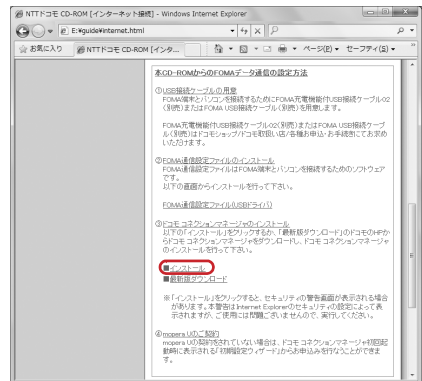 NTTドコモ CD-ROM [インターネット接続] - Windows Internet Explorer
E:¥guide¥internet.html
お気に入り
NTTドコモ CD-ROM [インタ...
ページ(P)
セーフティ(S)
本CD-ROMからのFOMAデータ通信の設定方法
①USB接続ケーブルの用意
FOMA端末とパソコンを接続するためにFOMA充電機能付USB接続ケーブル02
(別売)またはFOMA USB接続ケーブル(別売)を用意します。
FOMA充電機能付USB接続ケーブル02(別売)またはFOMA USB接続ケーブ
ル(別売)はドコモショップ/ドコモ取扱い店/各種お申込・お手続きにてお求め
いただけます。
②FOMA通信設定ファイルのインストール
FOMA通信設定ファイルはFOMA端末とパソコンを接続するためのソフトウェア
です。
以下の画面からインストールを行って下さい。
FOMA通信設定ファイル(USBドライバ)
③ドコモ コネクションマネージャのインストール
以下の「インストール」をクリックするか、「最新版ダウンロード」のドコモのHPか
らドコモ コネクションマネージャをダウンロードし、ドコモ コネクションマネージャ
のインストールを行って下さい。
■インストール
■最新版ダウンロード
※「インストール」をクリックすると、セキュリティの警告画面が表示される場合
があります。本警告はInternet Explorerのセキュリティの設定によって表
示されますが、ご使用には問題ございませんので、実行してください。
④mopera Uのご契約
mopera Uの契約をされていない場合は、ドコモ コネクションマネージャ初回起
動時に表示される「初期設定ウィザード」からお申込みを行なうことができま
す。